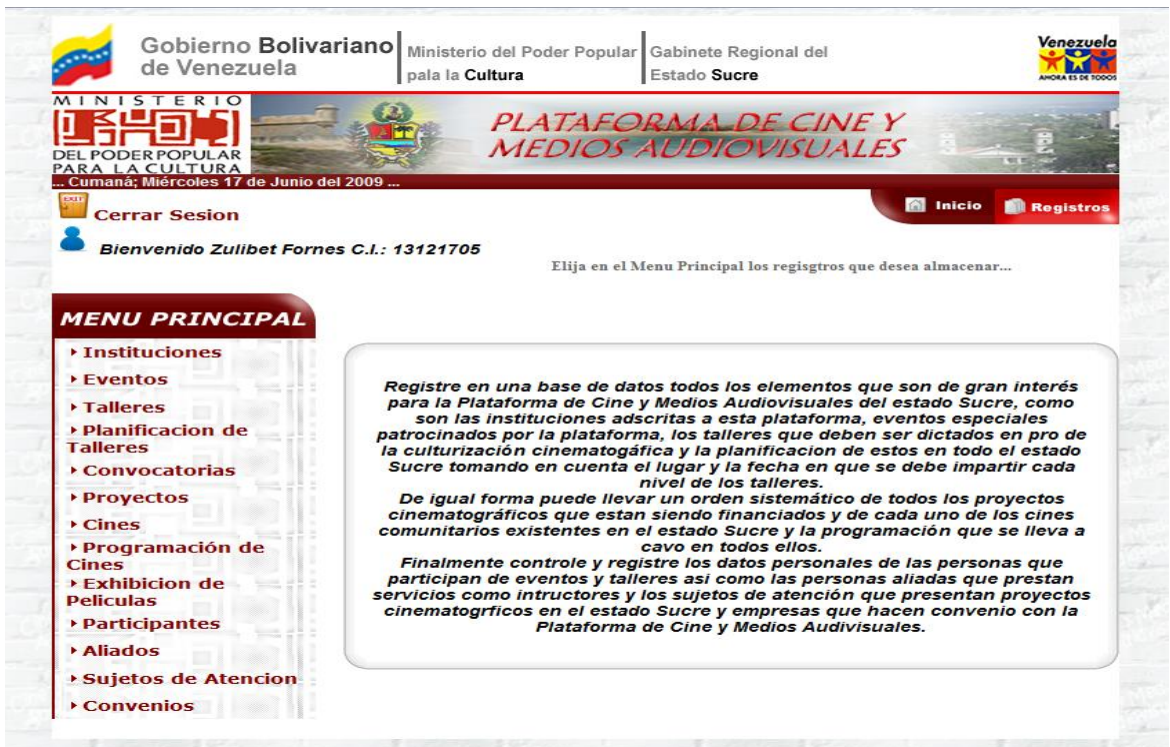 Gobierno Bolivariano
de Venezuela
Ministerio del Poder Popular
pala la Cultura
Gabinete Regional del
Estado Sucre
Venezuela
AHORA ES DE TODOS
MINISTERIO
DEL PODER POPULAR
PARA LA CULTURA
PLATAFORMA DE CINE Y
MEDIOS AUDIOVISUALES
... Cumaná; Miércoles 17 de Junio del 2009 ...
EXIT
Cerrar Sesion
Inicio
Registros
Bienvenido Zulibet Fornes C.I.: 13121705
Elija en el Menu Principal los regisgtros que desea almacenar...
MENU PRINCIPAL
Instituciones
Eventos
Talleres
Planificacion de
Talleres
Convocatorias
Proyectos
Cines
Programación de
Cines
Exhibicion de
Peliculas
Participantes
Aliados
Sujetos de Atencion
Convenios
Registre en una base de datos todos los elementos que son de gran interés
para la Plataforma de Cine y Medios Audiovisuales del estado Sucre, como
son las instituciones adscritas a esta plataforma, eventos especiales
patrocinados por la plataforma, los talleres que deben ser dictados en pro de
la culturización cinematogáfica y la planificacion de estos en todo el estado
Sucre tomando en cuenta el lugar y la fecha en que se debe impartir cada
nivel de los talleres.
De igual forma puede llevar un orden sistemático de todos los proyectos
cinematográficos que estan siendo financiados y de cada uno de los cines
comunitarios existentes en el estado Sucre y la programación que se lleva a
cavo en todos ellos.
Finalmente controle y registre los datos personales de las personas que
participan de eventos y talleres asi como las personas aliadas que prestan
servicios como intructores y los sujetos de atención que presentan proyectos
cinematogrficos en el estado Sucre y empresas que hacen convenio con la
Plataforma de Cine y Medios Audivisuales.